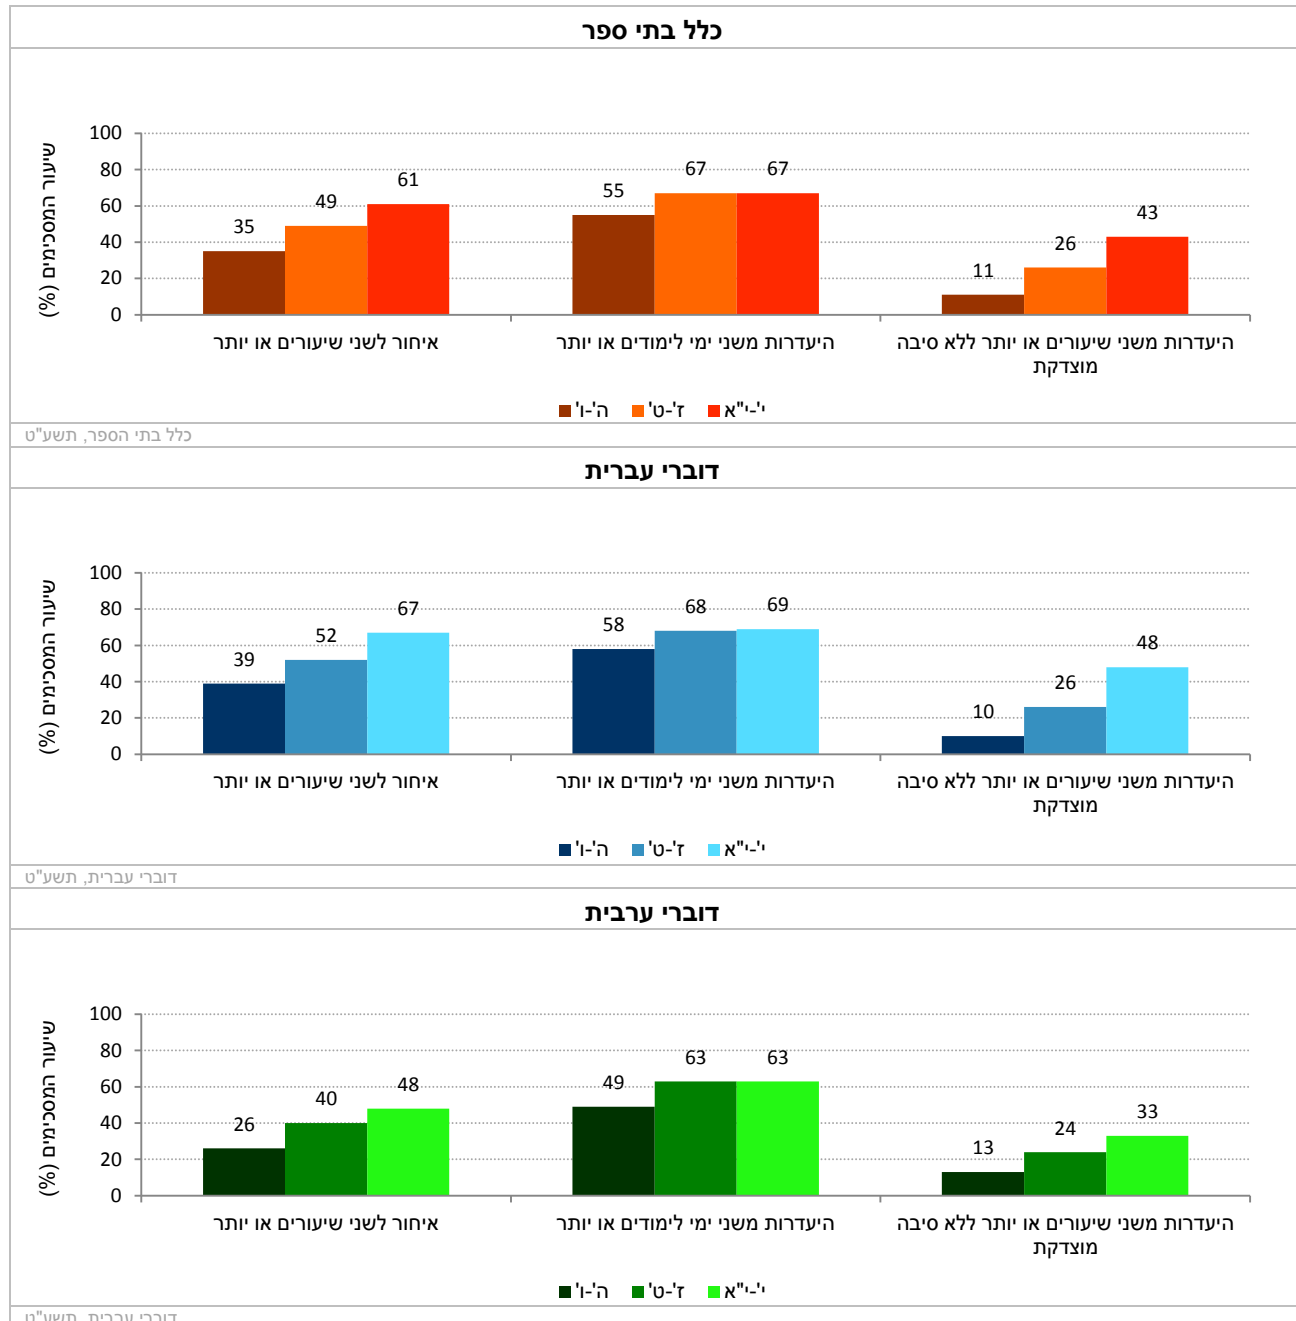 כלל בתי ספר
שיעור המסכימים (%)
100
80
60
40
20
0
35
49
61
55
67
67
11
26
43
איחור לשני שיעורים או יותר
היעדרות משני ימי לימודים או יותר
היעדרות משני שיעורים או יותר ללא סיבה
מוצדקת
ה'-ו' ז'-ט' י'-י"א
כלל בתי הספר, תשע"ט
דוברי עברית
שיעור המסכימים (%)
100
80
60
40
20
0
39
52
67
58
68
69
10
26
48
איחור לשני שיעורים או יותר
היעדרות משני ימי לימודים או יותר
היעדרות משני שיעורים או יותר ללא סיבה
מוצדקת
ה'-ו' ז'-ט' י'-י"א
דוברי עברית, תשע"ט
דוברי ערבית
שיעור המסכימים (%)
100
80
60
40
20
0
26
40
48
49
63
63
13
24
33
איחור לשני שיעורים או יותר
היעדרות משני ימי לימודים או יותר
היעדרות משני שיעורים או יותר ללא סיבה
מוצדקת
ה'-ו' ז'-ט' י'-י"א
דוברי ערבית, תשע"ט